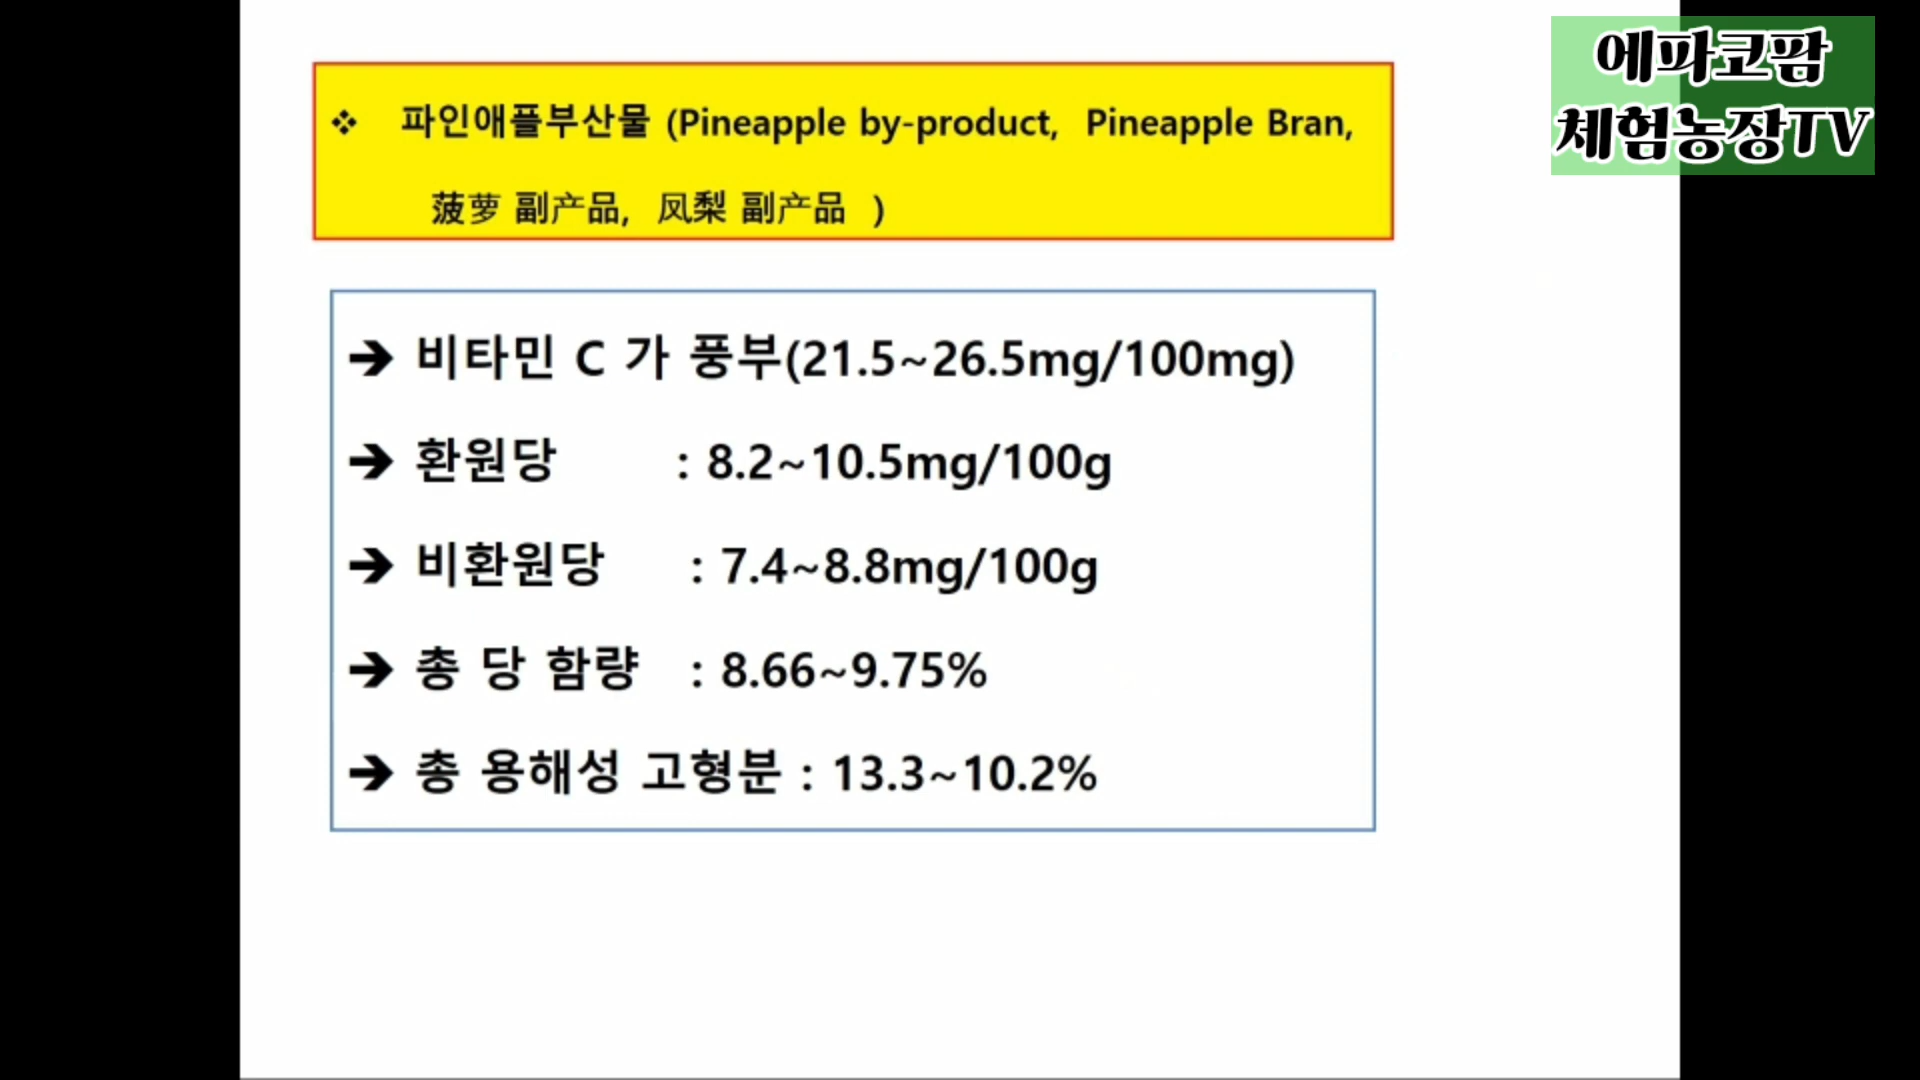 ❖ 파인애플부산물 (Pineapple by-product, Pineapple Bran,
菠萝 副产品, 凤梨 副产品 )
➔ 비타민 C 가 풍부(21.5~26.5mg/100mg)
➔ 환원당 : 8.2~10.5mg/100g
➔ 비환원당 : 7.4~8.8mg/100g
➔ 총 당 함량 : 8.66~9.75%
➔ 총 용해성 고형분 : 13.3~10.2%
에파코팜
체험농장TV